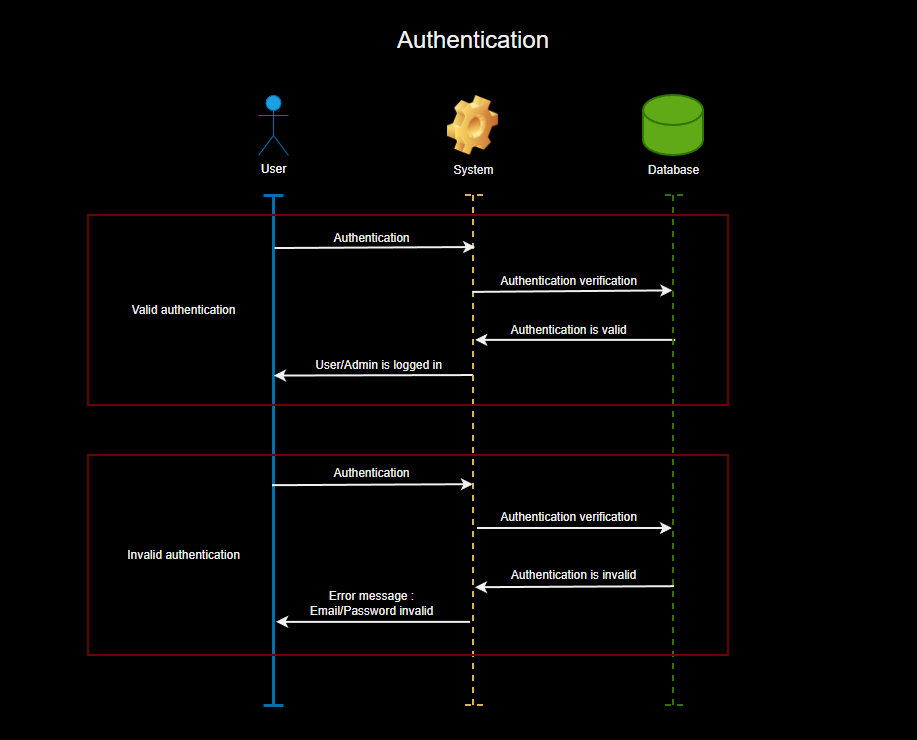 Authentication
User
System
Database
Authentication
Authentication verification
Valid authentication
Authentication is valid
User/Admin is logged in
Authentication
Authentication verification
Invalid authentication
Authentication is invalid
Error message :
Email/Password invalid